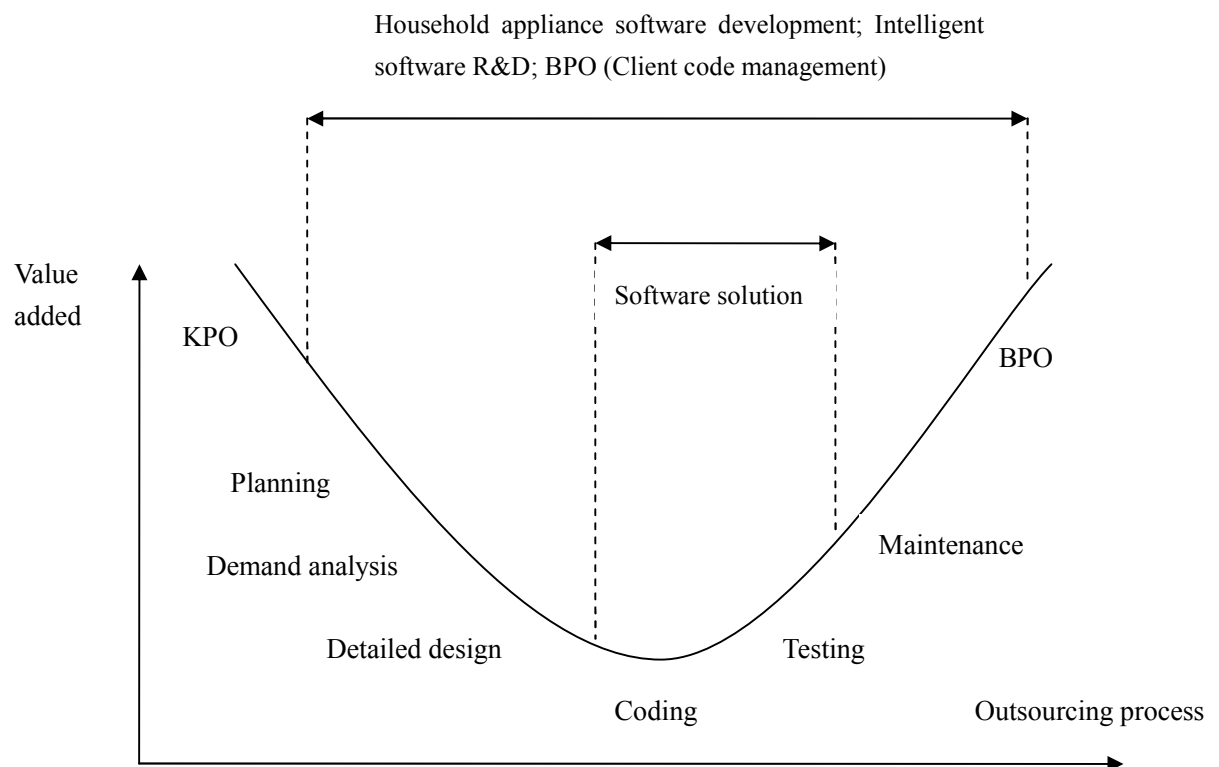 Household appliance software development; Intelligent
software R&D; BPO (Client code management)
Software solution
Value
added
KPO
BPO
Planning
Maintenance
Demand analysis
Detailed design
Testing
Coding
Outsourcing process